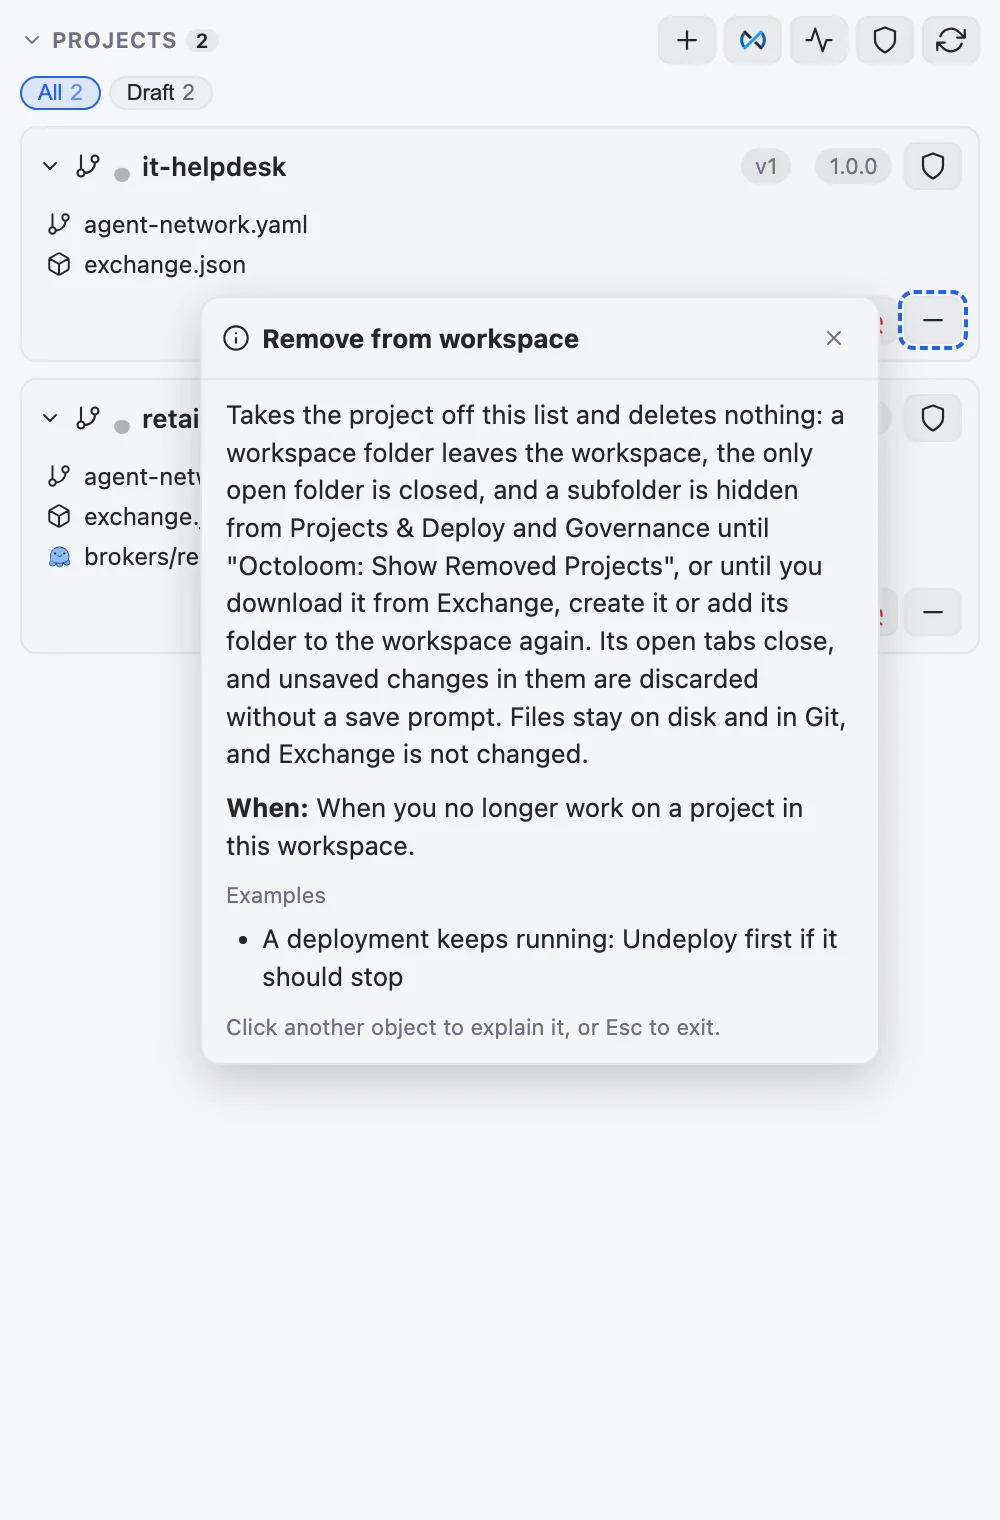 PROJECTS 2
All 2 Draft 2
it-helpdesk v1 1.0.0
agent-network.yaml
exchange.json
Remove from workspace
Takes the project off this list and deletes nothing: a
workspace folder leaves the workspace, the only
open folder is closed, and a subfolder is hidden
from Projects & Deploy and Governance until
"Octoloom: Show Removed Projects", or until you
download it from Exchange, create it or add its
folder to the workspace again. Its open tabs close,
and unsaved changes in them are discarded
without a save prompt. Files stay on disk and in Git,
and Exchange is not changed.
When: When you no longer work on a project in
this workspace.
Examples
• A deployment keeps running: Undeploy first if it
should stop
Click another object to explain it, or Esc to exit.
retai
agent-net
exchange.
brokers/re